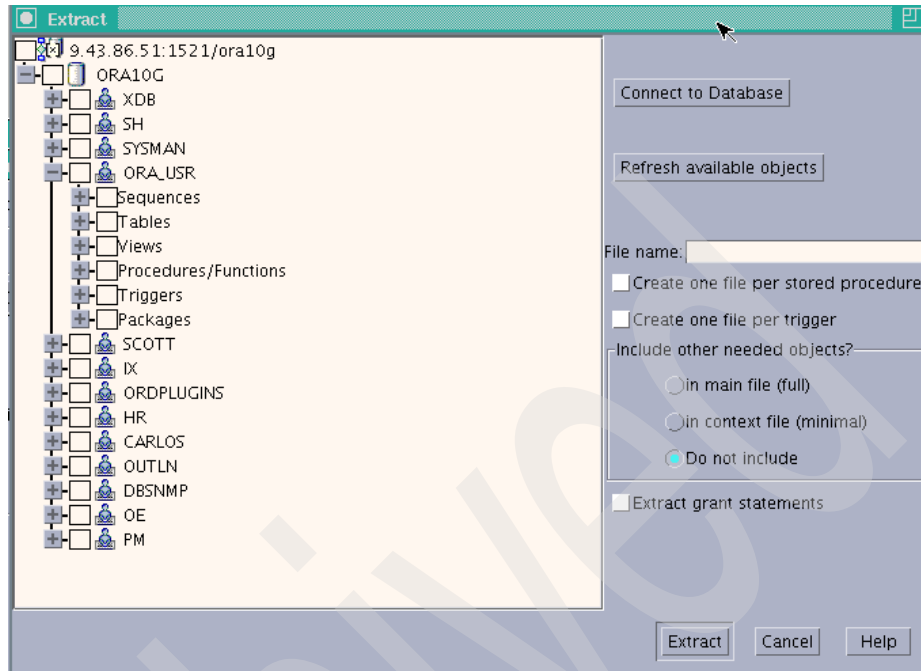 Extract
9.43.86.51:1521/ora10g
ORA10G
XDB
SH
SYSMAN
ORA_USR
Sequences
Tables
Views
Procedures/Functions
Triggers
Packages
SCOTT
IX
ORDPLUGINS
HR
CARLOS
OUTLN
DBSNMP
OE
PM
Connect to Database
Refresh available objects
File name:
Create one file per stored procedure
Create one file per trigger
Include other needed objects?
in main file (full)
in context file (minimal)
Do not include
Extract grant statements
Extract Cancel Help